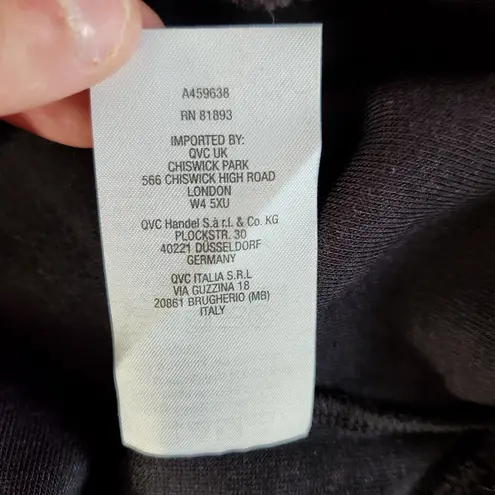 A459638
RN 81893
IMPORTED BY:
QVC UK
CHISWICK PARK
566 CHISWICK HIGH ROAD
LONDON
W4 5XU
QVC Handel S.à r.l. & Co. KG
PLOCKSTR. 30
40221 DÜSSELDORF
GERMANY
QVC ITALIA S.R.L
VIA GUZZINA 18
20861 BRUGHERIO (MB)
ITALY